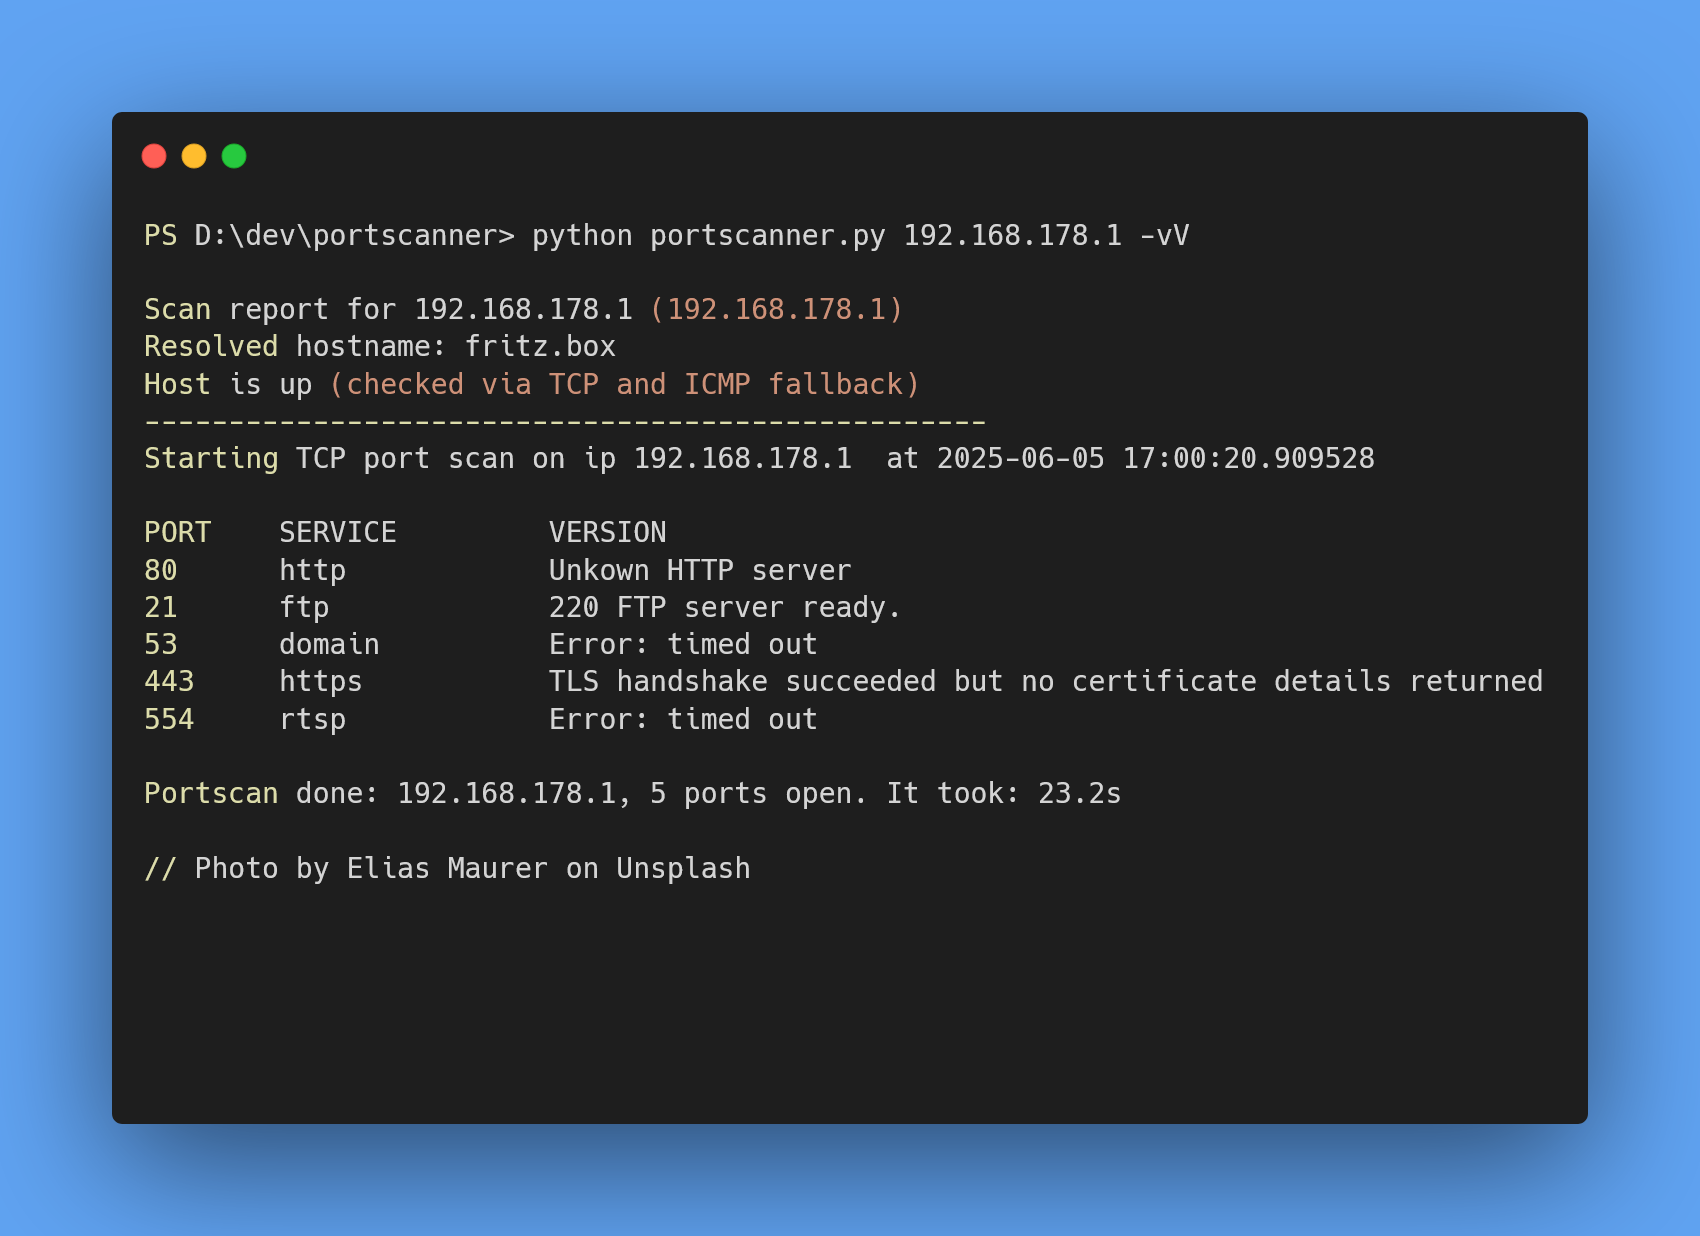 PS D:\dev\portscanner> python portscanner.py 192.168.178.1 -vV
Scan report for 192.168.178.1 (192.168.178.1)
Resolved hostname: fritz.box
Host is up (checked via TCP and ICMP fallback)
--------------------------------------------------
Starting TCP port scan on ip 192.168.178.1  at 2025-06-05 17:00:20.909528
PORT    SERVICE         VERSION
80      http            Unkown HTTP server
21      ftp             220 FTP server ready.
53      domain          Error: timed out
443     https           TLS handshake succeeded but no certificate details returned
554     rtsp            Error: timed out
Portscan done: 192.168.178.1, 5 ports open. It took: 23.2s
// Photo by Elias Maurer on Unsplash